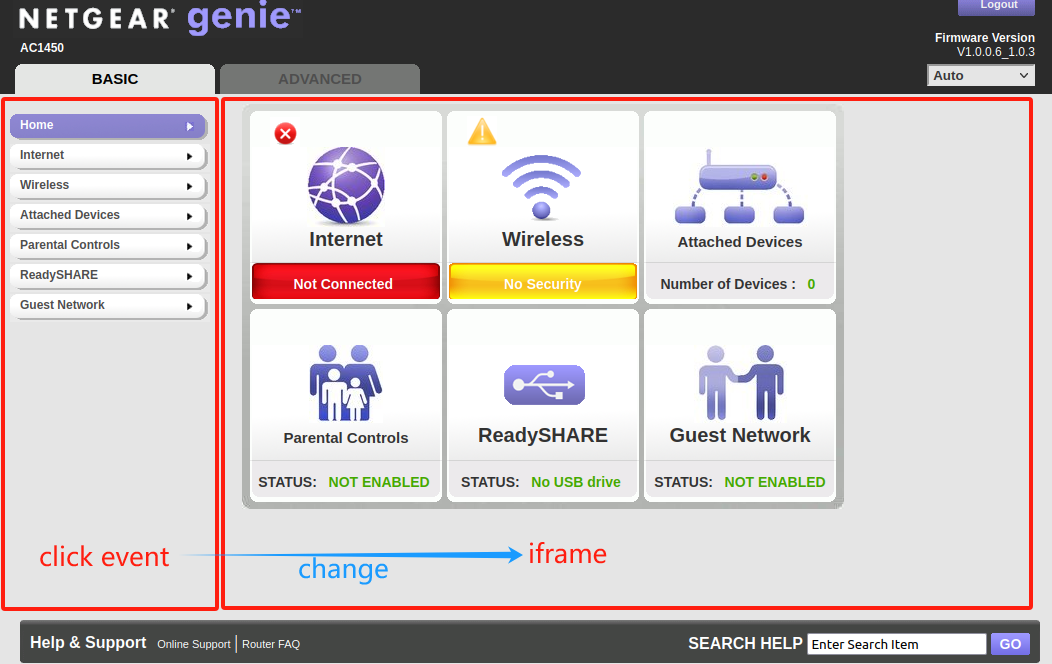 NETGEAR® genie™
Logout
AC1450
Firmware Version
V1.0.0.6_1.0.3
BASIC
ADVANCED
Auto
Home
Internet
Wireless
Attached Devices
Parental Controls
ReadySHARE
Guest Network
Internet
Wireless
Attached Devices
Not Connected
No Security
Number of Devices : 0
Parental Controls
ReadySHARE
Guest Network
STATUS: NOT ENABLED
STATUS: No USB drive
STATUS: NOT ENABLED
click event
change
iframe
Help & Support
Online Support
Router FAQ
SEARCH HELP
Enter Search Item
GO